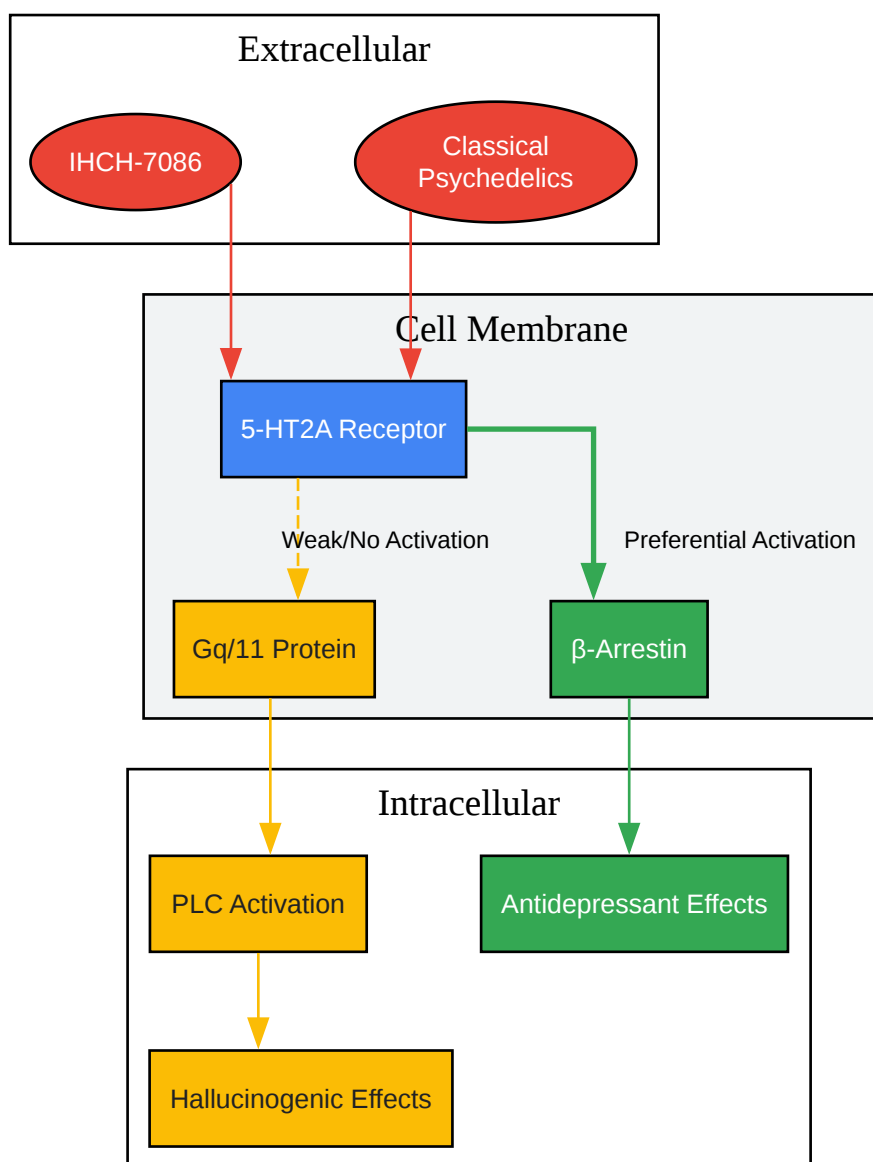 Extracellular
IHCH-7086
Classical
Psychedelics
Cell Membrane
5-HT2A Receptor
Weak/No Activation
Preferential Activation
Gq/11 Protein
β-Arrestin
Intracellular
PLC Activation
Antidepressant Effects
Hallucinogenic Effects